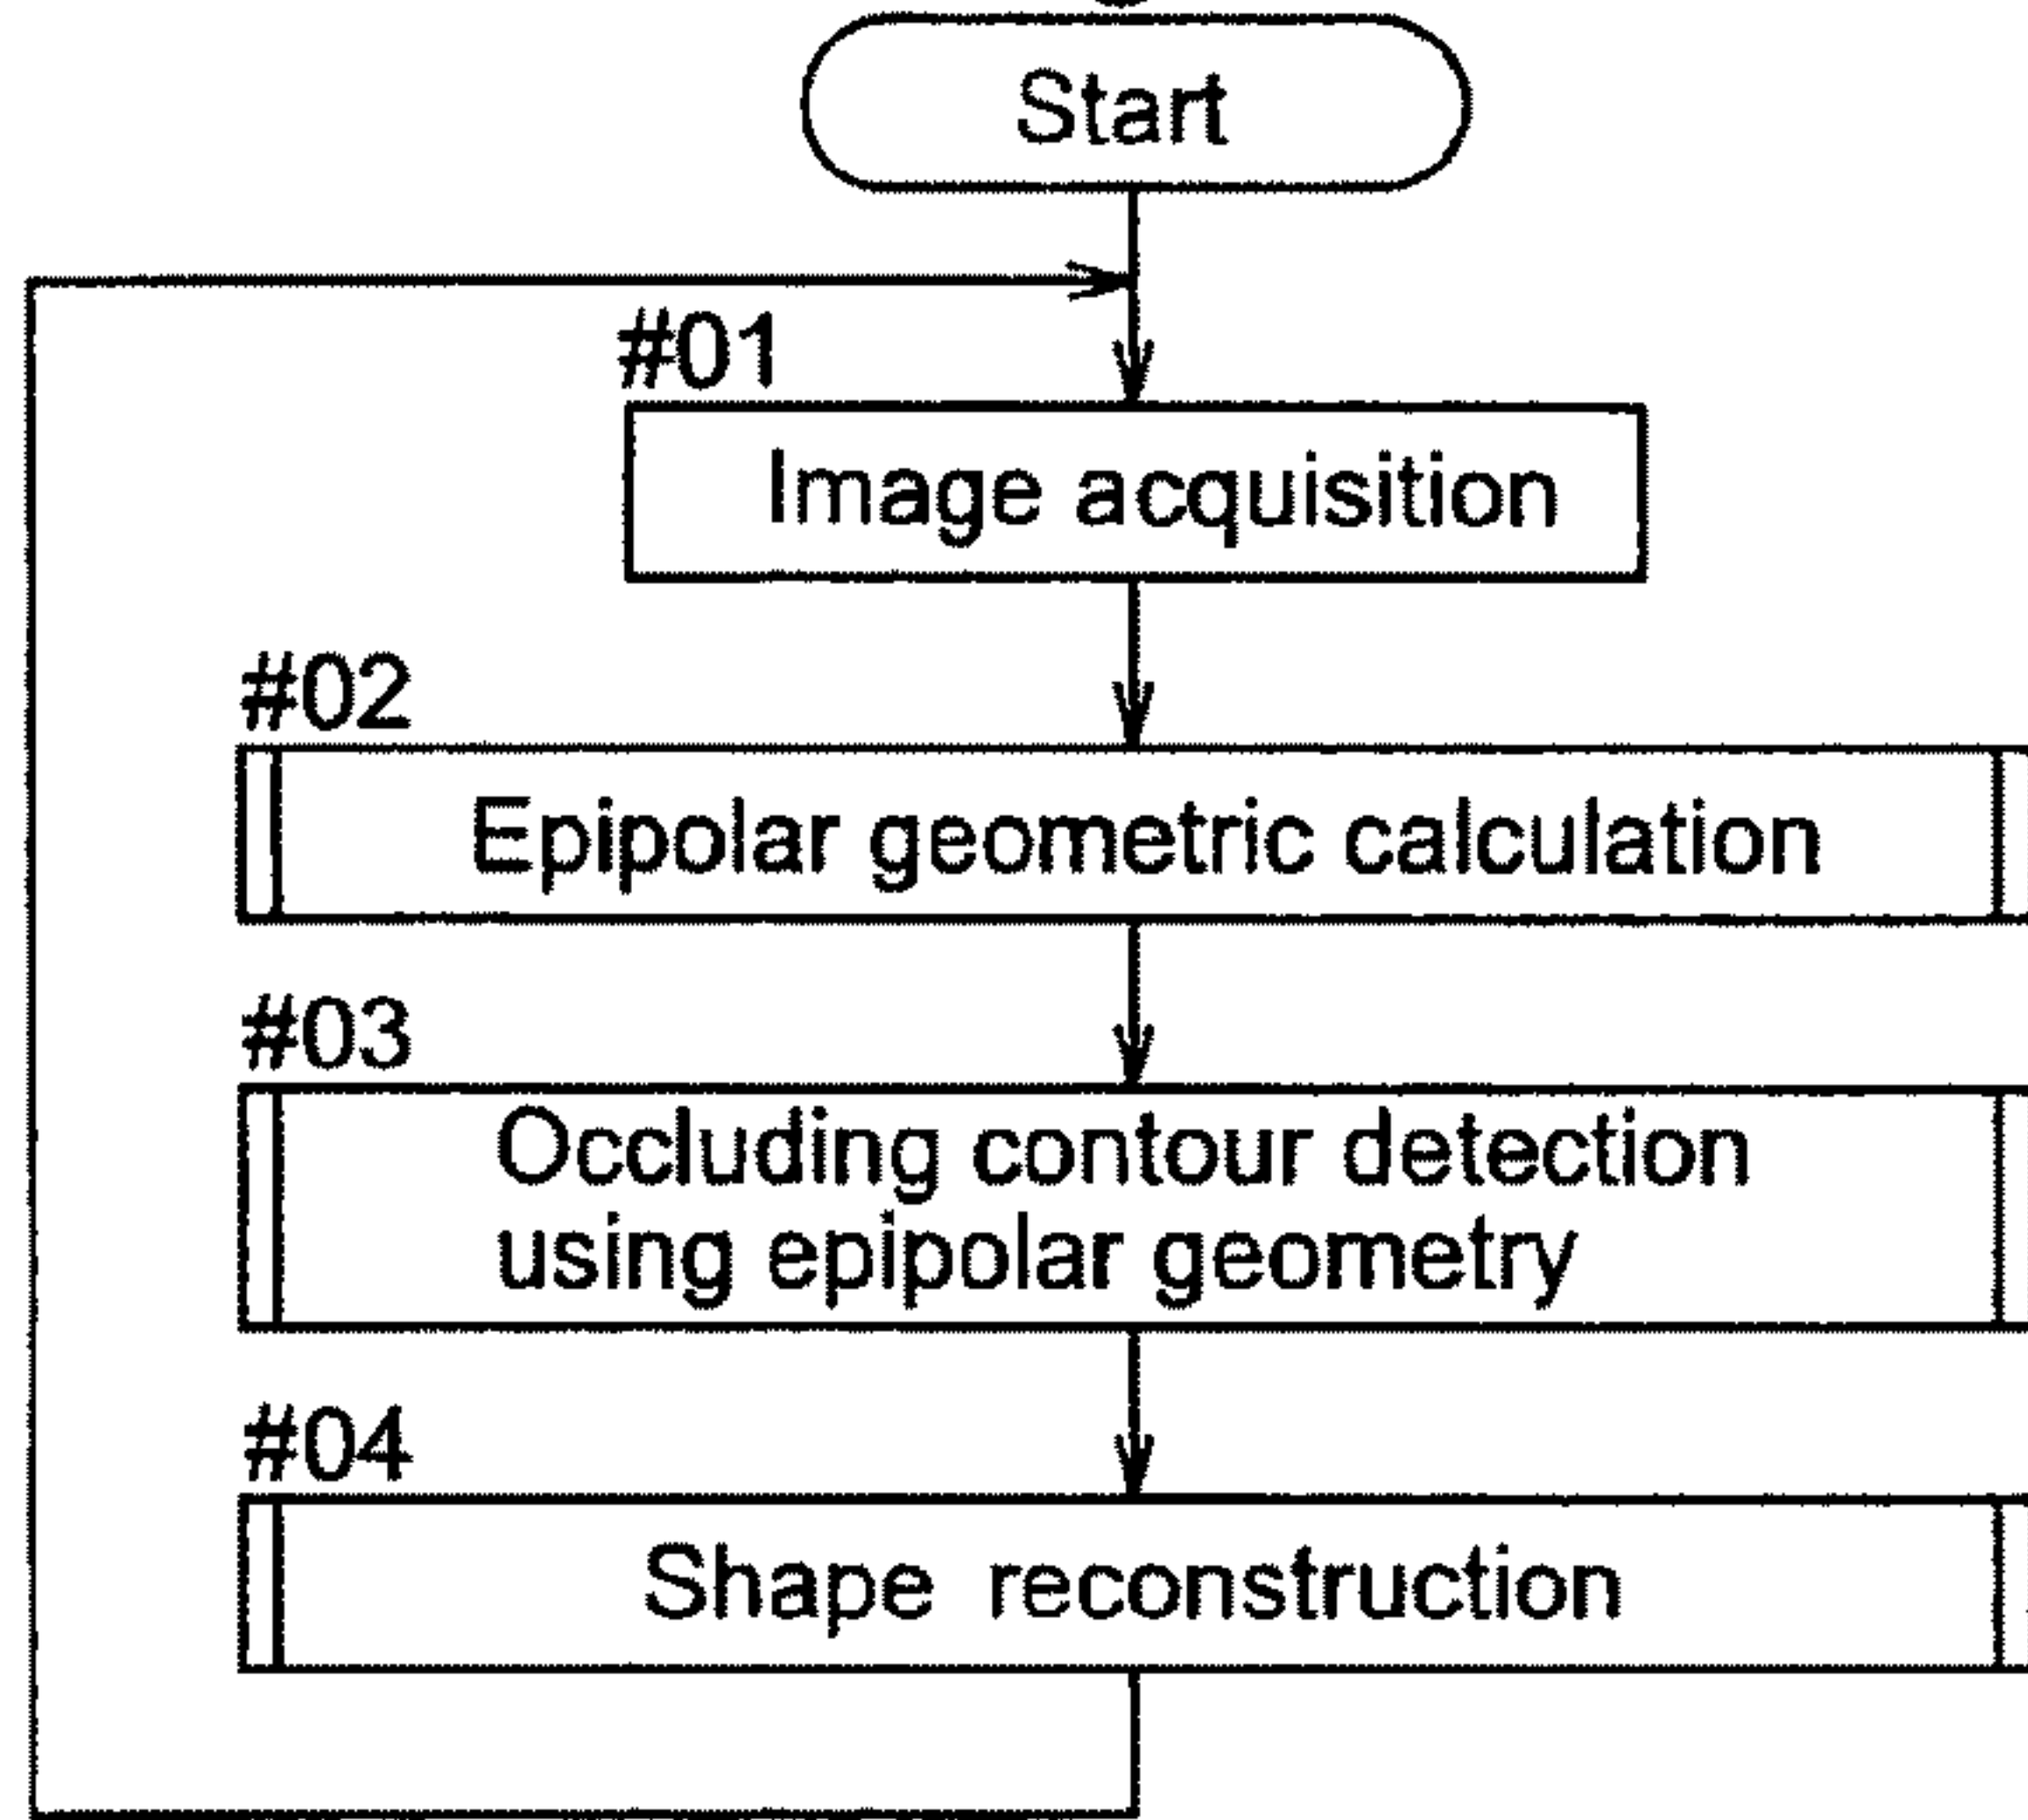 Start
#01
Image acquisition
#02
Epipolar geometric calculation
#03
Occluding contour detection
using epipolar geometry
#04
Shape reconstruction